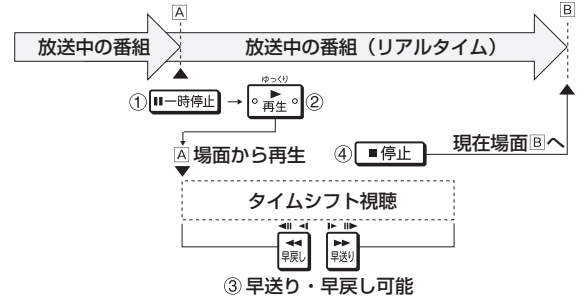 A
B
放送中の番組
放送中の番組（リアルタイム）
① 一時停止 → ゆっくり 再生 ②
A 場面から再生
④ ■停止
現在場面Bへ
タイムシフト視聴
早戻し
早送り
③ 早送り・早戻し可能